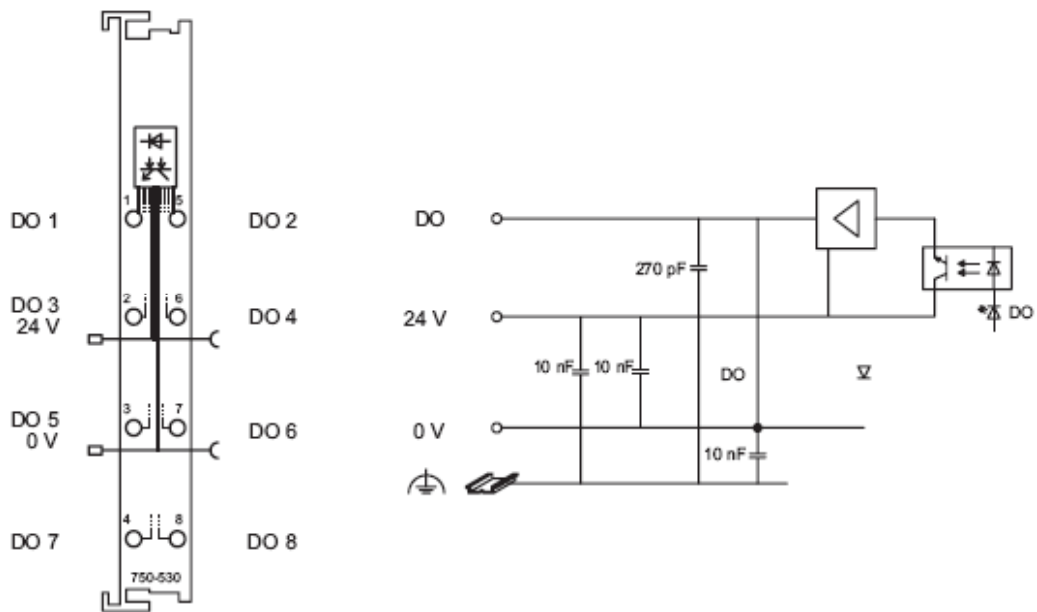 1 5
DO 1
DO 2
2 6
DO 3
24 V
DO 4
3 7
DO 5
0 V
DO 6
4 8
DO 7
DO 8
750-530
DO
270 pF
DO
24 V
10 nF 10 nF
DO
0 V
10 nF